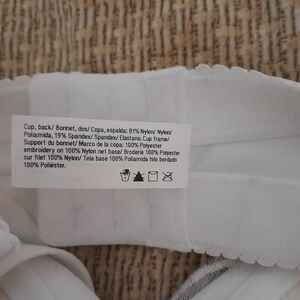 Cup, back/ Bonnet, dos/ Copa, espalda: 81% Nylon/ Nylon/
Poliamida, 19% Spandex/ Spandex/ Elastano, Cup frame/
Support du bonnet/ Marco de la copa: 100% Polyester
embroidery on 100% Nylon net base/ Broderie 100% Polyester
sur filet 100% Nylon/ Tela base 100% Poliamida hilo bordado
100% Poliéster.